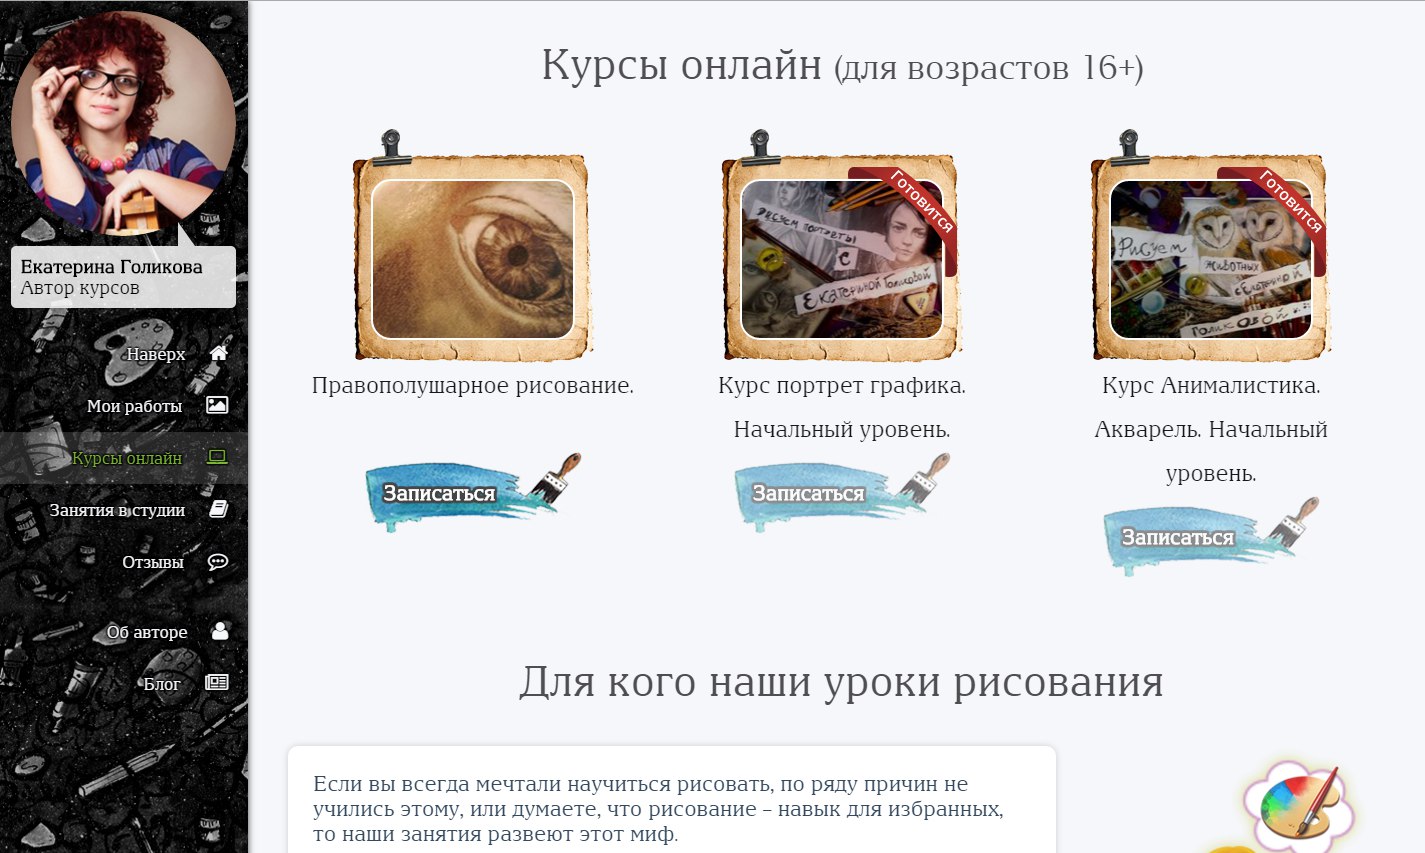 Екатерина Голикова
Автор курсов
Наверх
Мои работы
Курсы онлайн
Занятия в студии
Отзывы
Об авторе
Блог
Курсы онлайн (для возрастов 16+)
Правополушарное рисование.
Записаться
Готовится
рисуем портреты
с
Екатериной Голиковой
Курс портрет графика.
Начальный уровень.
Записаться
Готовится
Рисуем
животных
с Екатериной
Голиковой
Курс Анималистика.
Акварель. Начальный
уровень.
Записаться
Для кого наши уроки рисования
Если вы всегда мечтали научиться рисовать, по ряду причин не
учились этому, или думаете, что рисование – навык для избранных,
то наши занятия развеют этот миф.